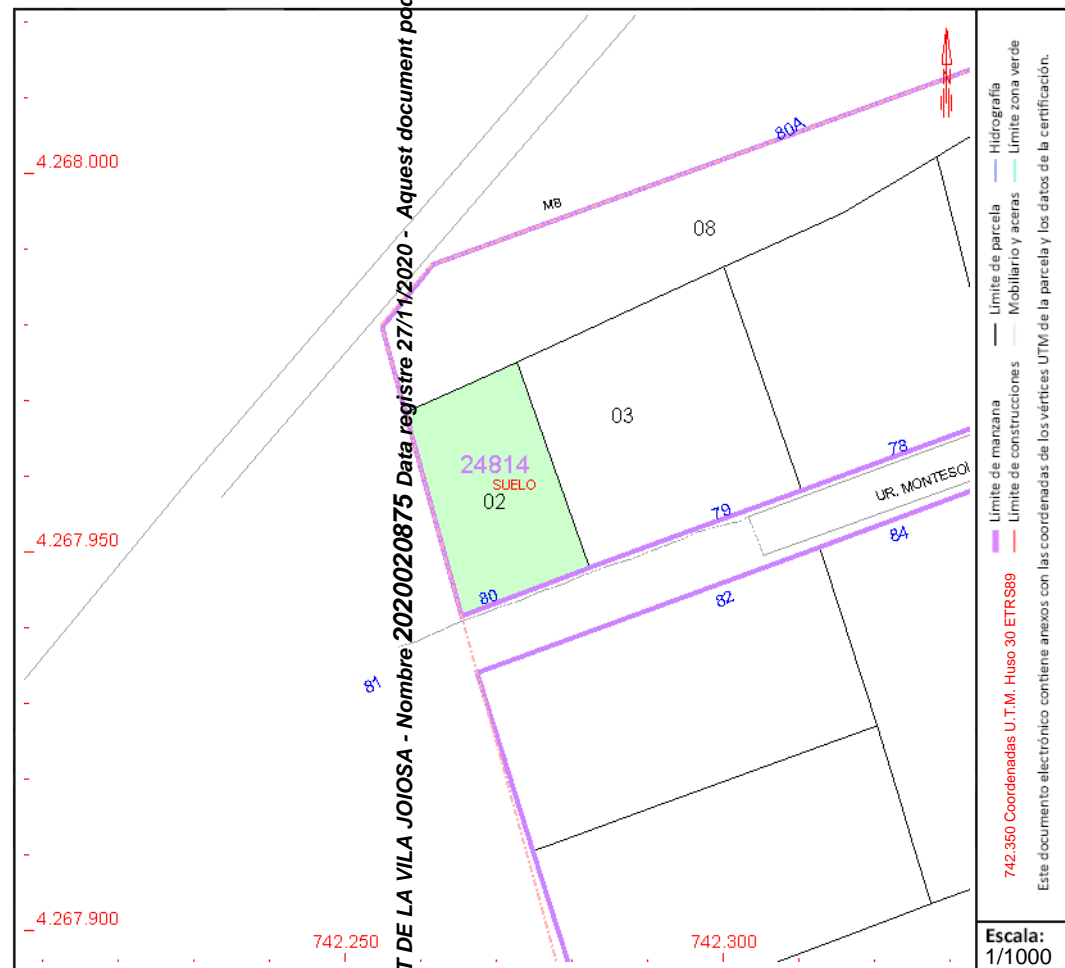 4.268.000
80A
M8
08
03
24814
SUELO
02
78
UR. MONTESOL
79
84
4.267.950
80
82
81
4.267.900
742.250
742.300
T DE LA VILA JOIOSA - Nombre 2020020875 Data registre 27/11/2020 - Aquest document poc
N
742.350 Coordenadas U.T.M. Huso 30 ETRS89
Límite de manzana
Límite de parcela
Hidrografía
Límite de construcciones
Mobiliario y aceras
Límite zona verde
Este documento electrónico contiene anexos con las coordenadas de los vértices UTM de la parcela y los datos de la certificación.
Escala:
1/1000